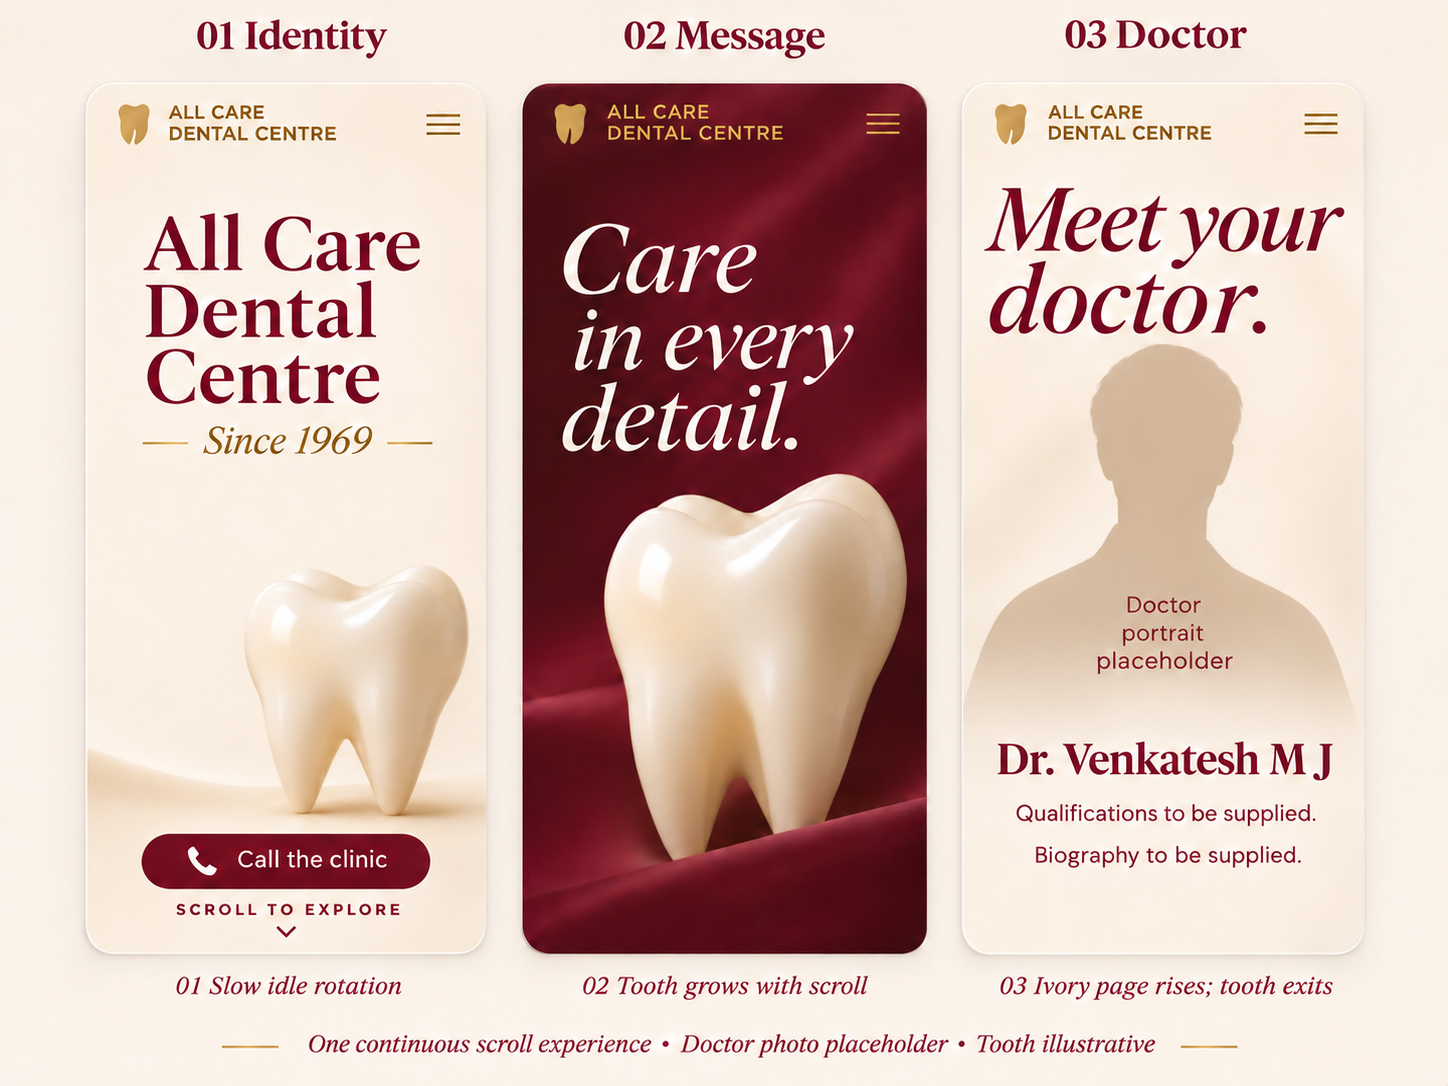 01 Identity
02 Message
03 Doctor
ALL CARE
DENTAL CENTRE
All Care
Dental
Centre
Since 1969
Call the clinic
SCROLL TO EXPLORE
ALL CARE
DENTAL CENTRE
Care
in every
detail.
ALL CARE
DENTAL CENTRE
Meet your
doctor.
Doctor
portrait
placeholder
Dr. Venkatesh M J
Qualifications to be supplied.
Biography to be supplied.
01 Slow idle rotation
02 Tooth grows with scroll
03 Ivory page rises; tooth exits
One continuous scroll experience • Doctor photo placeholder • Tooth illustrative